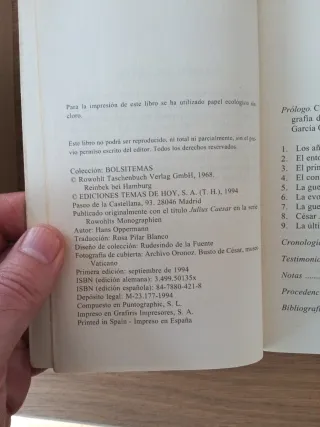 Para la impresión de este libro se ha utilizado papel ecológico sin
cloro.
Este libro no podrá ser reproducido, ni total ni parcialmente, sin el pre-
vio permiso escrito del editor. Todos los derechos reservados.
Colección: BOLSITEMAS
© Rowohlt Taschenbuch Verlag GmbH, 1968.
Reinbek bei Hamburg
© EDICIONES TEMAS DE HOY, S. A. (T. H.), 1994
Paseo de la Castellana, 93. 28046 Madrid
Publicado originalmente con el título Julius Caesar en la serie
Rowohlts Monographien
Autor: Hans Oppermann
Traducción: Rosa Pilar Blanco
Diseño de colección: Rudesindo de la Fuente
Fotografía de cubierta: Archivo Oronoz. Busto de César, museo
Vaticano
Primera edición: septiembre de 1994
ISBN (edición alemana): 3.499.50135x
ISBN (edición española): 84-7880-421-8
Depósito legal: M-23.177-1994
Compuesto en Puntographic, S. L.
Impreso en Grafiris Impresores, S. A.
Printed in Spain - Impreso en España
Prólogo. C
grafía d
García G
1. Los añ
2. El ento
3. El prim
4. El con
5. La gue
6. La evo
7. La gue
8. César
9. La últi
Cronologí
Testimonio
Notas
Procedenc
Bibliograf